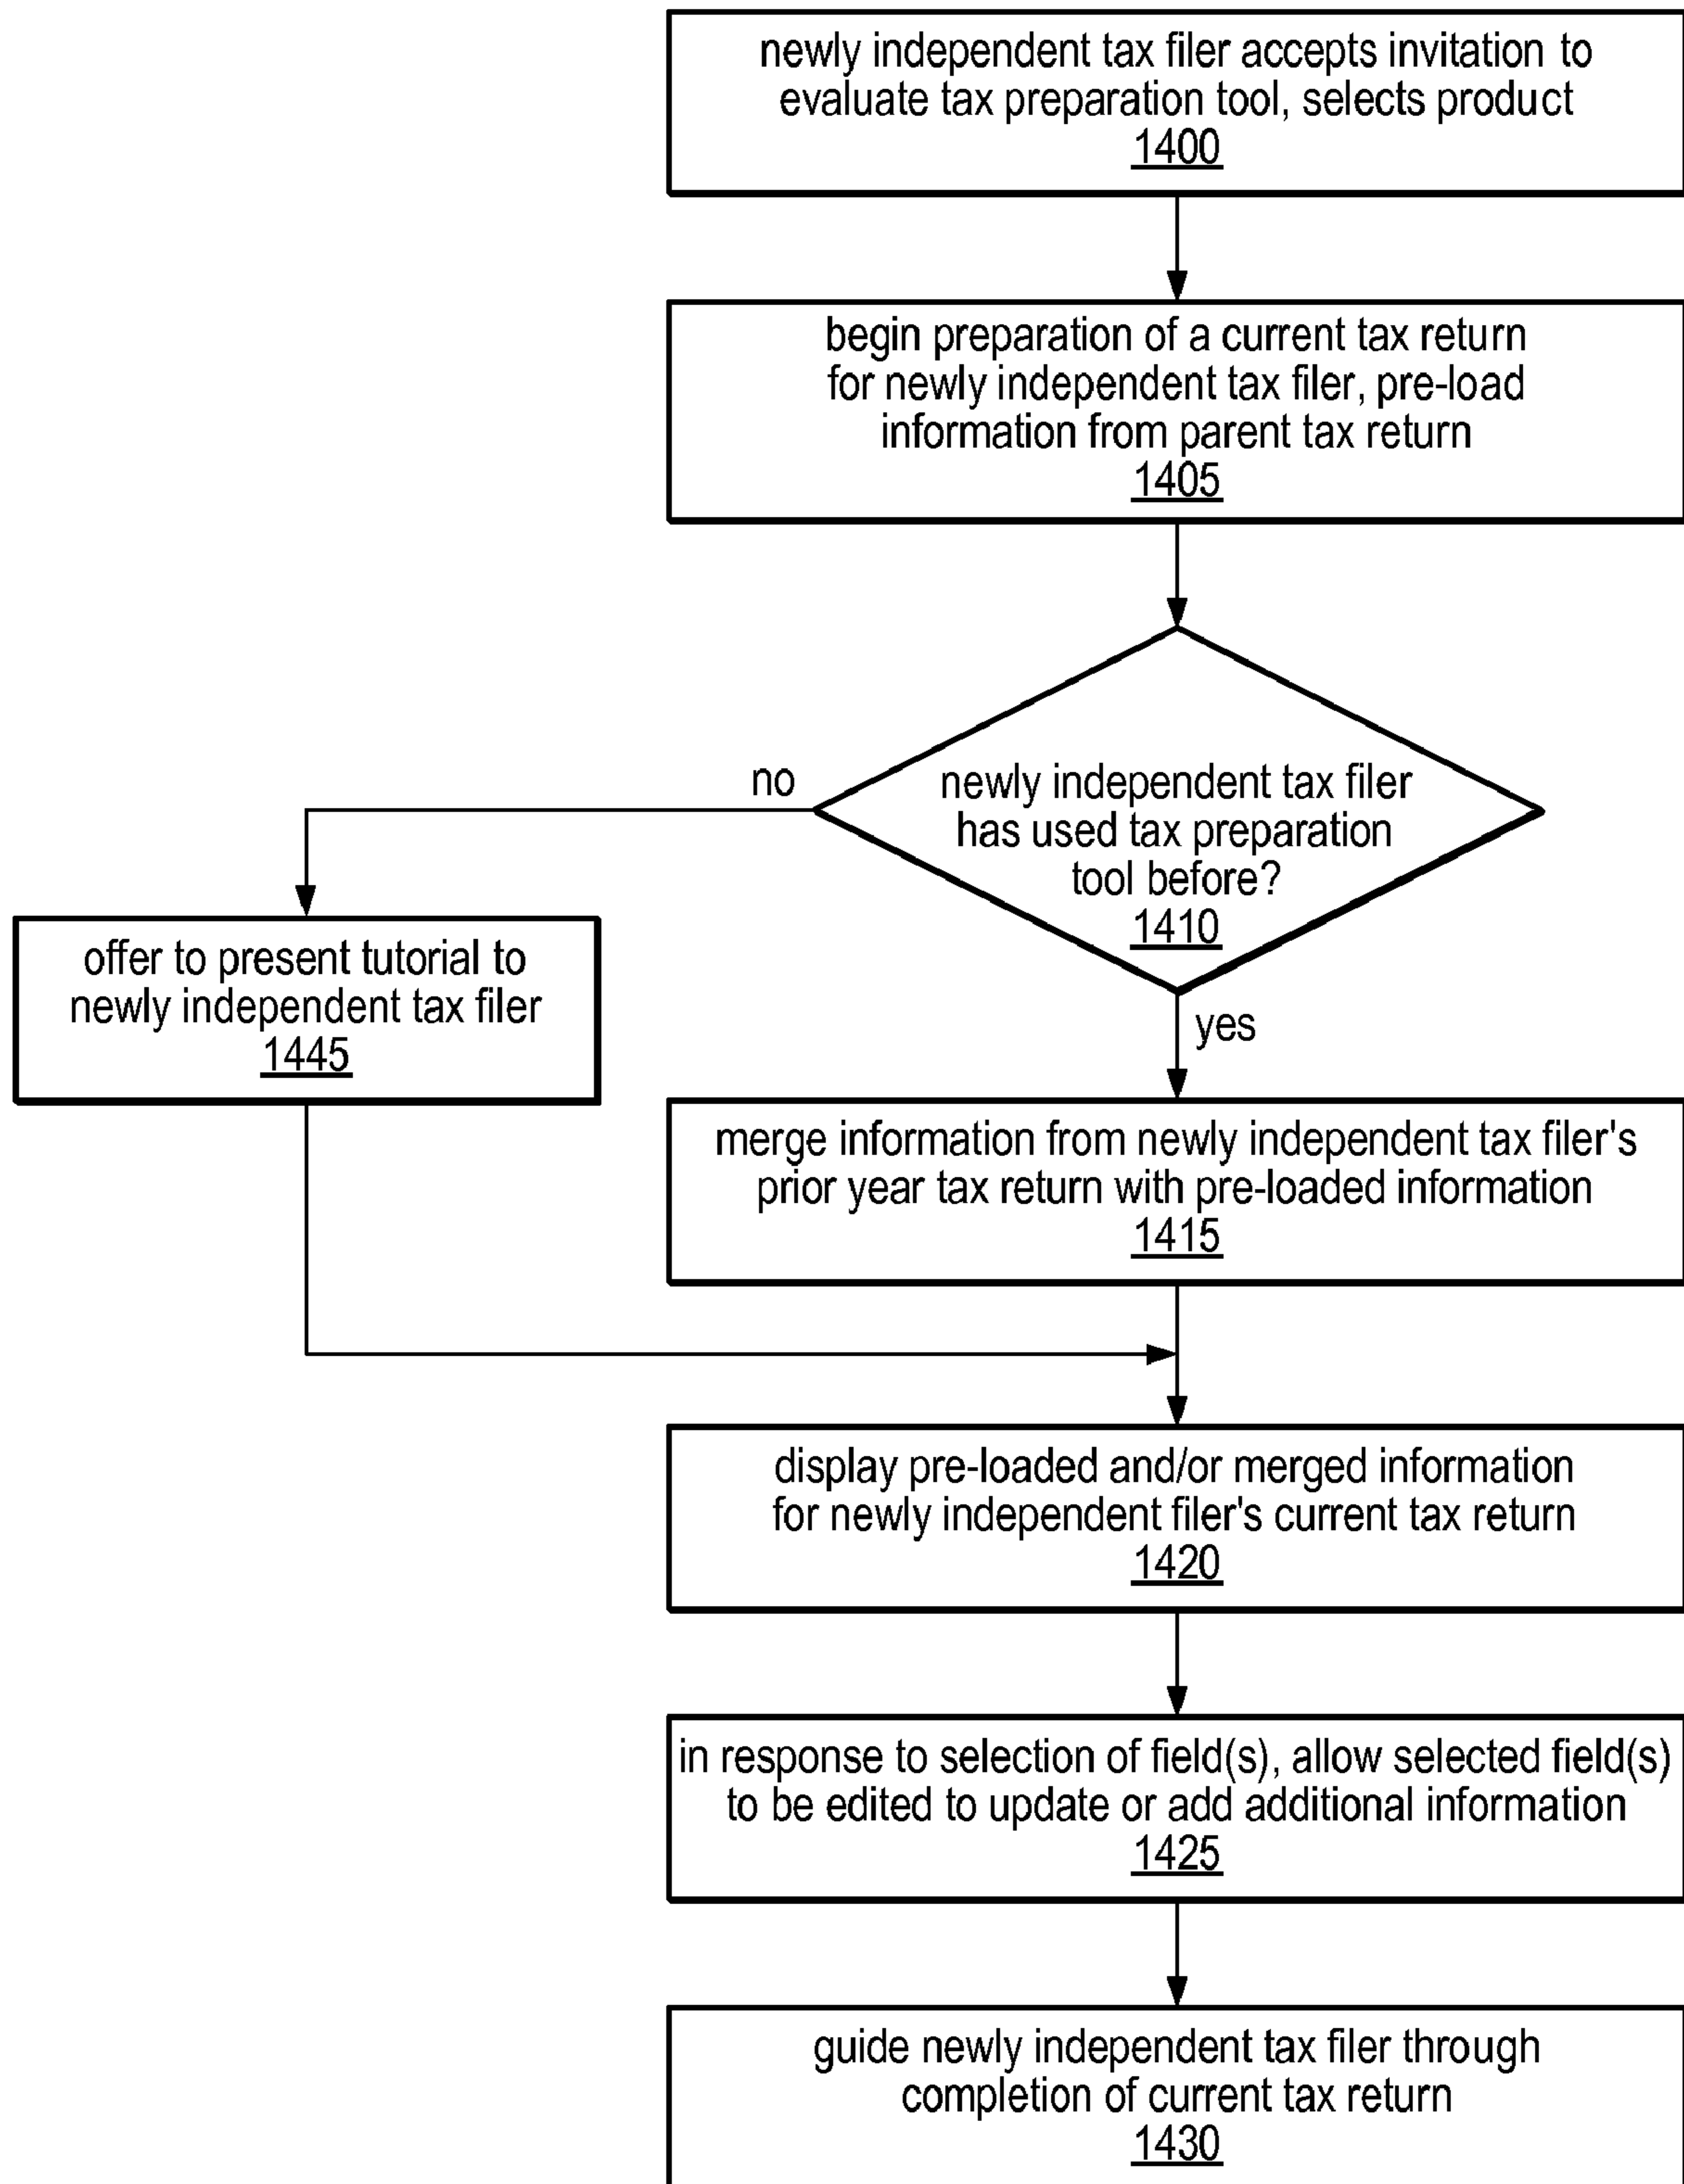 newly independent tax filer accepts invitation to
evaluate tax preparation tool, selects product
1400
begin preparation of a current tax return
for newly independent tax filer, pre-load
information from parent tax return
1405
newly independent tax filer
has used tax preparation
tool before?
1410
no
yes
offer to present tutorial to
newly independent tax filer
1445
merge information from newly independent tax filer's
prior year tax return with pre-loaded information
1415
display pre-loaded and/or merged information
for newly independent filer's current tax return
1420
in response to selection of field(s), allow selected field(s)
to be edited to update or add additional information
1425
guide newly independent tax filer through
completion of current tax return
1430